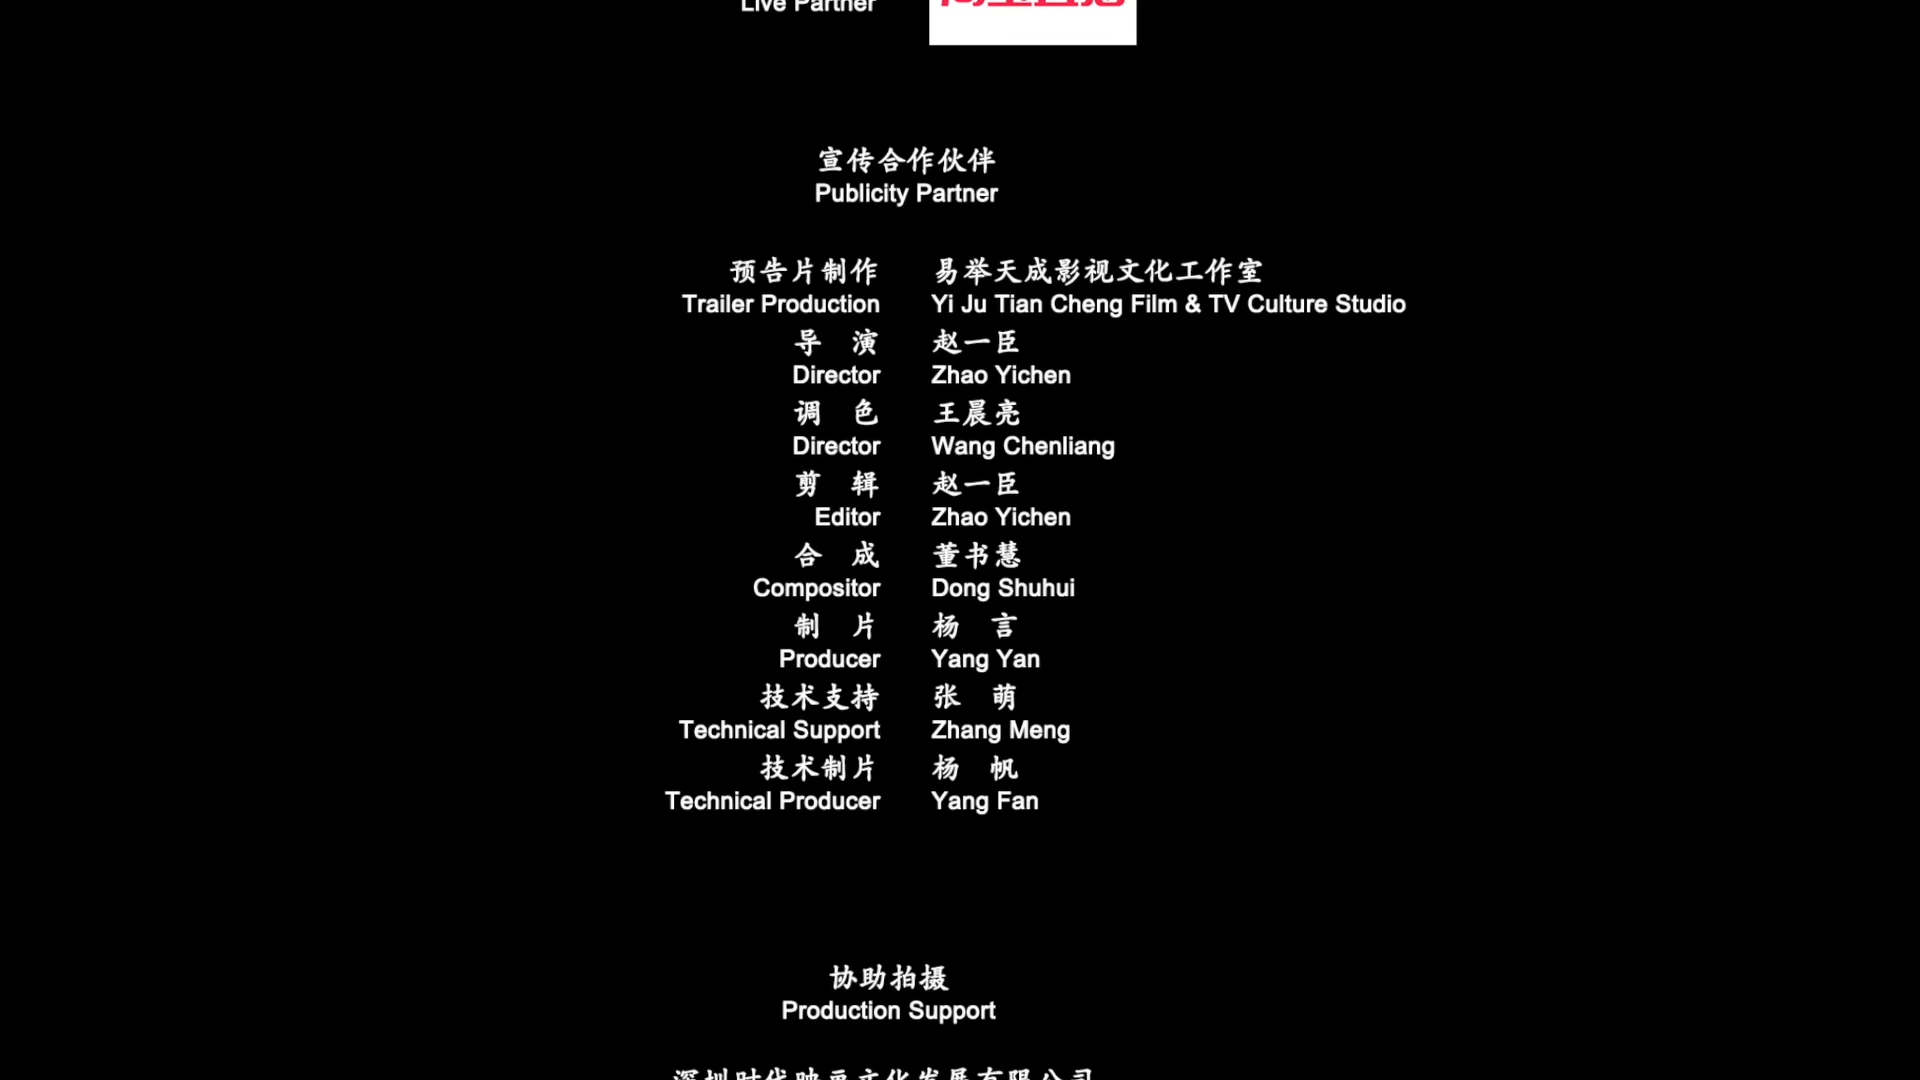 Live Partner
宣传合作伙伴
Publicity Partner
预告片制作 易举天成影视文化工作室
Trailer Production Yi Ju Tian Cheng Film & TV Culture Studio
导 演 赵一臣
Director Zhao Yichen
调 色 王晨亮
Director Wang Chenliang
剪 辑 赵一臣
Editor Zhao Yichen
合 成 董书慧
Compositor Dong Shuhui
制 片 杨 言
Producer Yang Yan
技术支持 张 萌
Technical Support Zhang Meng
技术制片 杨 帆
Technical Producer Yang Fan
协助拍摄
Production Support